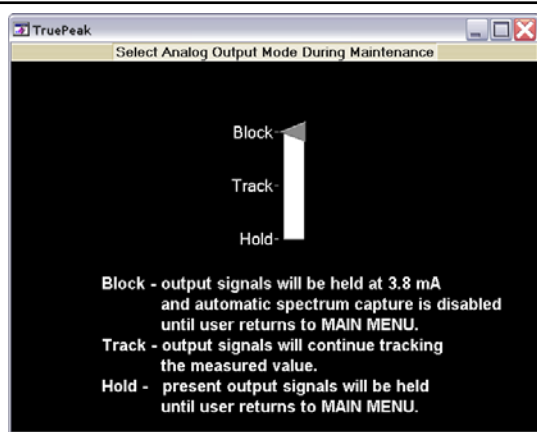 TruePeak
Select Analog Output Mode During Maintenance
Block-
Track-
Hold-
Block - output signals will be held at 3.8 mA
and automatic spectrum capture is disabled
until user returns to MAIN MENU.
Track - output signals will continue tracking
the measured value.
Hold - present output signals will be held
until user returns to MAIN MENU.